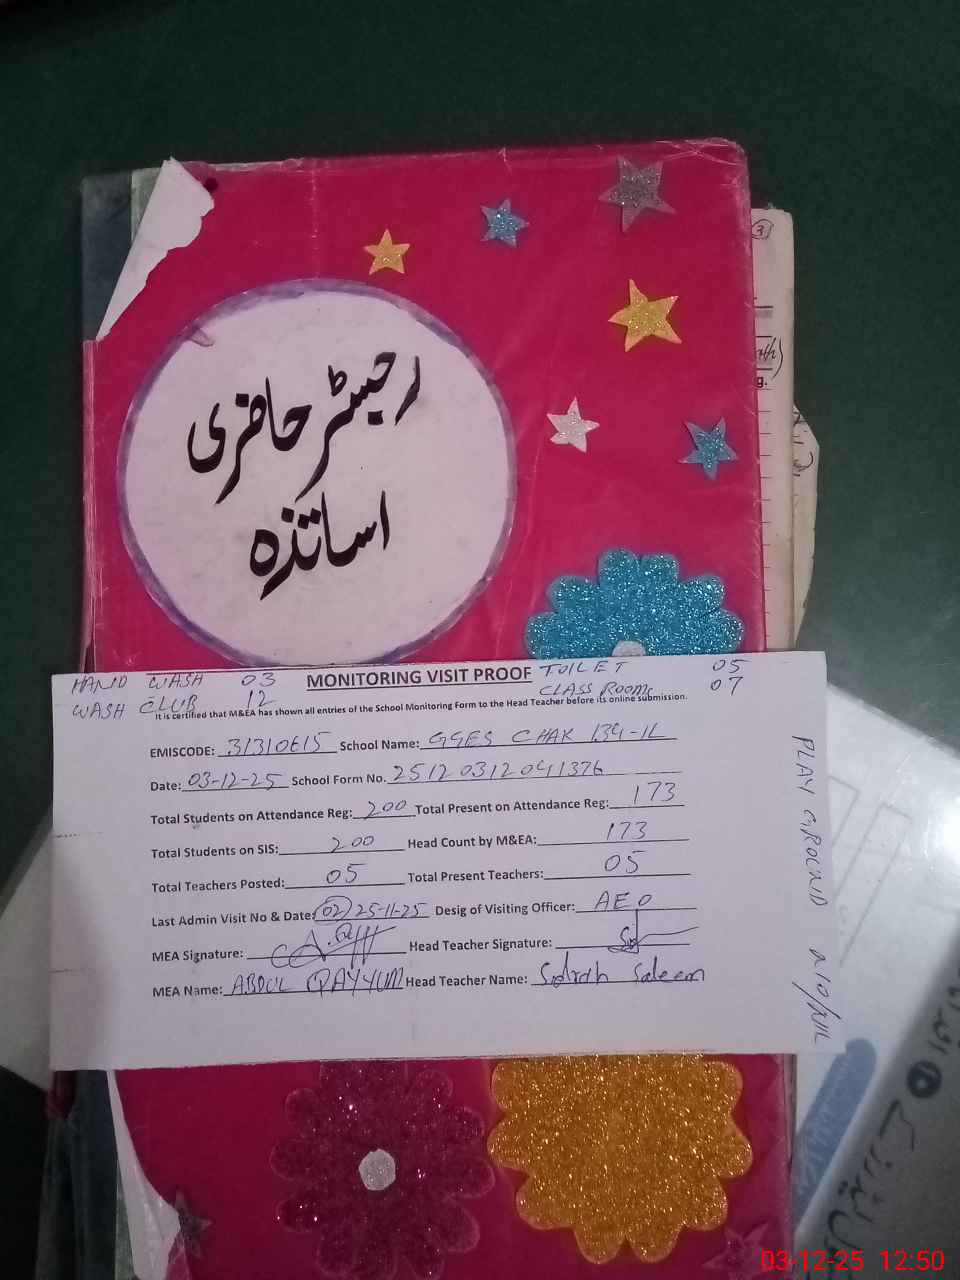 رجسٹر حاضری
اساتذہ
HAND WASH 03
WASH CLUB 12
MONITORING VISIT PROOF
TOILET 05
CLASS ROOMS 07
It is certified that M&EA has shown all entries of the School Monitoring Form to the Head Teacher before its online submission.
EMISCODE: 31310615 School Name: GGES CHAK 139-1L
Date: 03-12-25 School Form No. 25120312041376
Total Students on Attendance Reg: 200 Total Present on Attendance Reg: 173
Total Students on SIS: 200 Head Count by M&EA: 173
Total Teachers Posted: 05 Total Present Teachers: 05
Last Admin Visit No & Date: 02 25-11-25 Desig of Visiting Officer: AEO
MEA Signature: Head Teacher Signature:
MEA Name: ABDUL QAYYUM Head Teacher Name: Sidrah Saleem
PLAY GROUND
3
g.
03-12-25 12:50